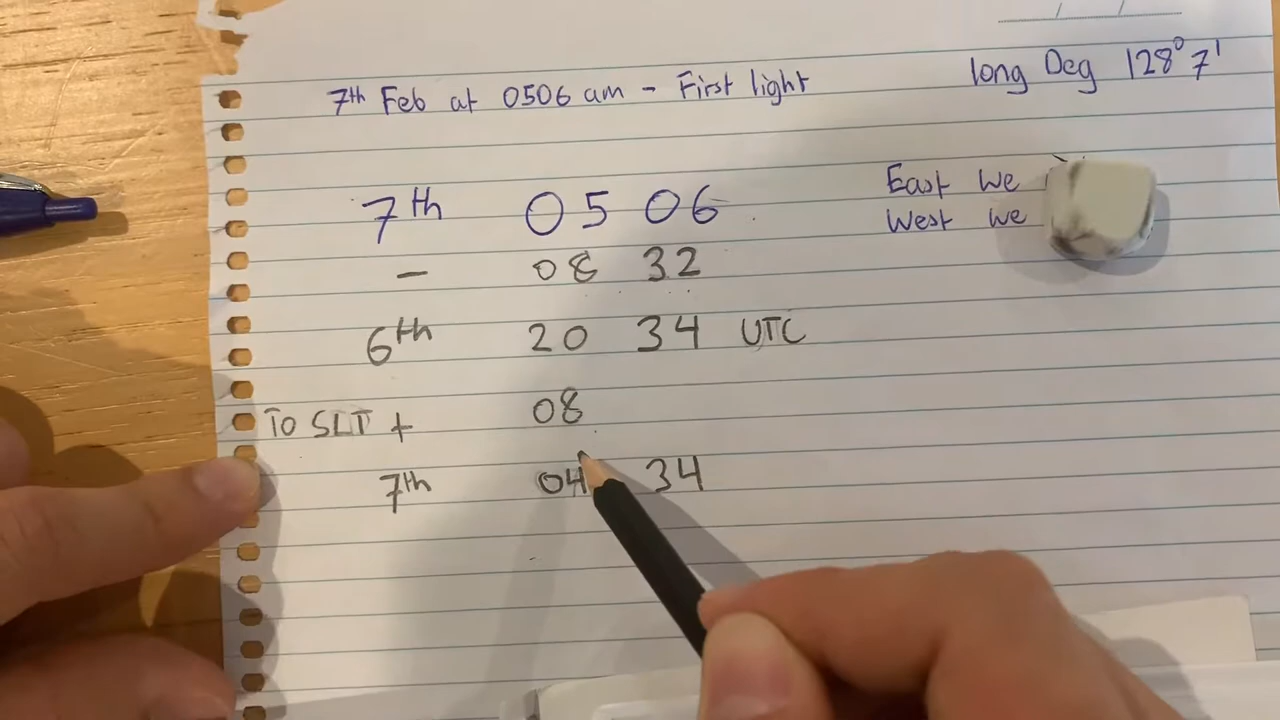 7th Feb at 0506 am - First light
long Deg 128° 7'
7th 05 06
East we
West we
- 08 32
6th 20 34 UTC
TO SLT + 08
7th 04 34